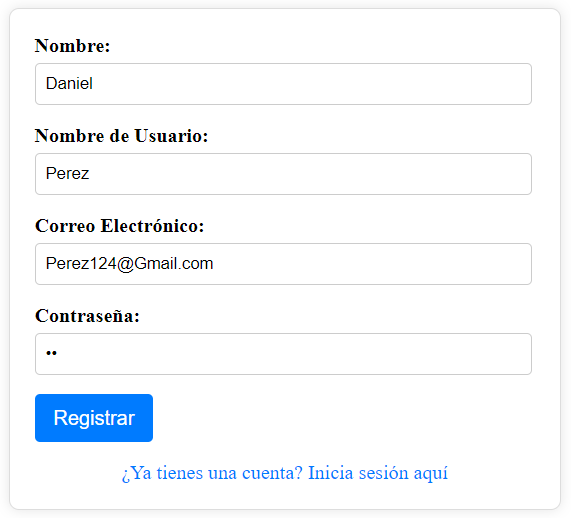 Nombre:
Daniel
Nombre de Usuario:
Perez
Correo Electrónico:
Perez124@Gmail.com
Contraseña:
••
Registrar
¿Ya tienes una cuenta? Inicia sesión aquí